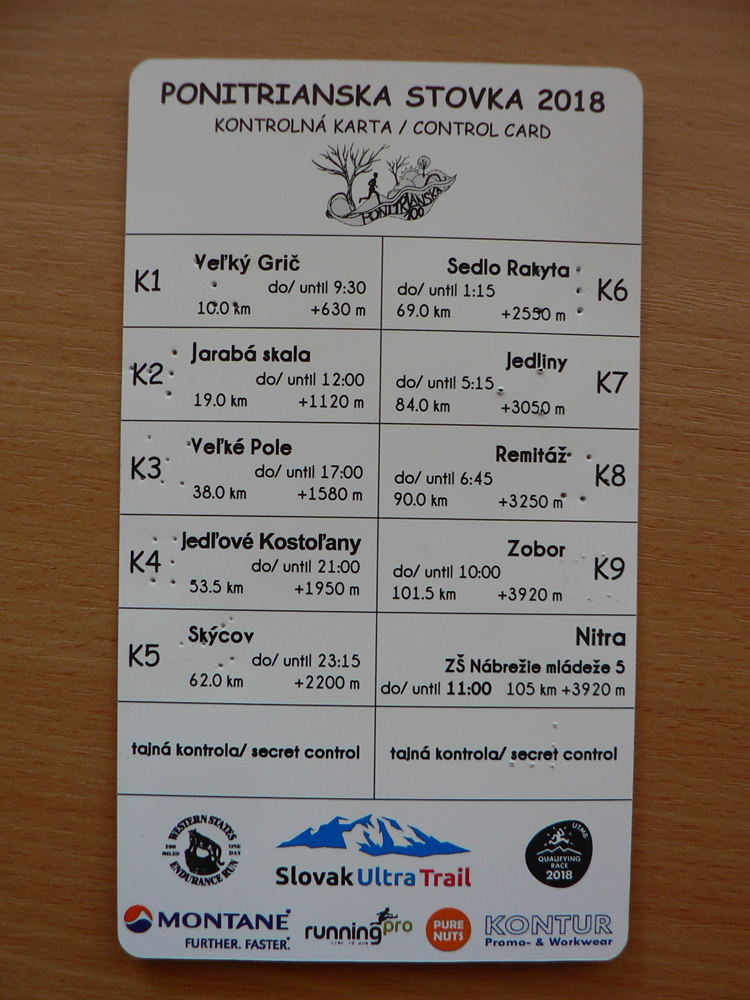 PONITRIANSKA STOVKA 2018
KONTROLNÁ KARTA / CONTROL CARD
PONITRIANSKA
100
K1
Veľký Grič
do/ until 9:30
10.0 km +630 m
K2
Jarabá skala
do/ until 12:00
19.0 km +1120 m
K3
Veľké Pole
do/ until 17:00
38.0 km +1580 m
K4
Jedľové Kostoľany
do/ until 21:00
53.5 km +1950 m
K5
Skýcov
do/ until 23:15
62.0 km +2200 m
tajná kontrola/ secret control
Sedlo Rakyta
K6
do/ until 1:15
69.0 km +2550 m
Jedliny
K7
do/ until 5:15
84.0 km +3050 m
Remitáž
K8
do/ until 6:45
90.0 km +3250 m
Zobor
K9
do/ until 10:00
101.5 km +3920 m
Nitra
ZŠ Nábrežie mládeže 5
do/ until 11:00 105 km +3920 m
tajná kontrola/ secret control
WESTERN STATES
100 MILES ONE DAY
ENDURANCE RUN
Slovak Ultra Trail
UTMB
QUALIFYING
RACE
2018
MONTANE
FURTHER. FASTER.
running pro
PURE
NUTS
KONTUR
Promo- & Workwear